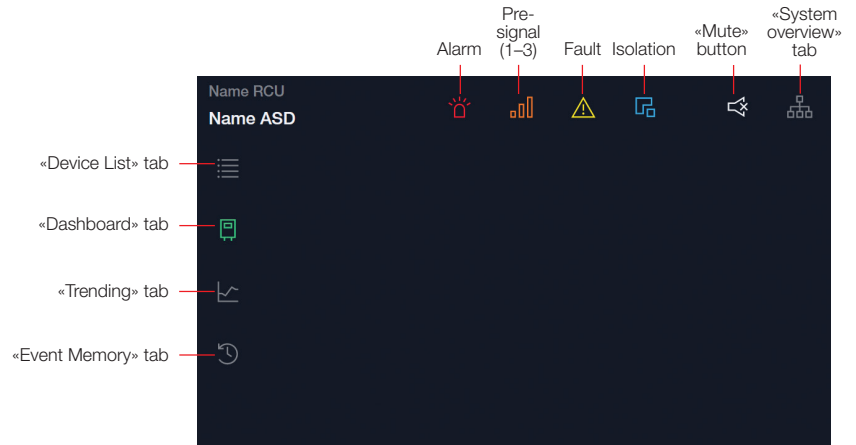 Pre-
signal
(1–3)
«System
overview»
tab
Alarm
Fault
Isolation
«Mute»
button
Name RCU
Name ASD
«Device List» tab
«Dashboard» tab
«Trending» tab
«Event Memory» tab